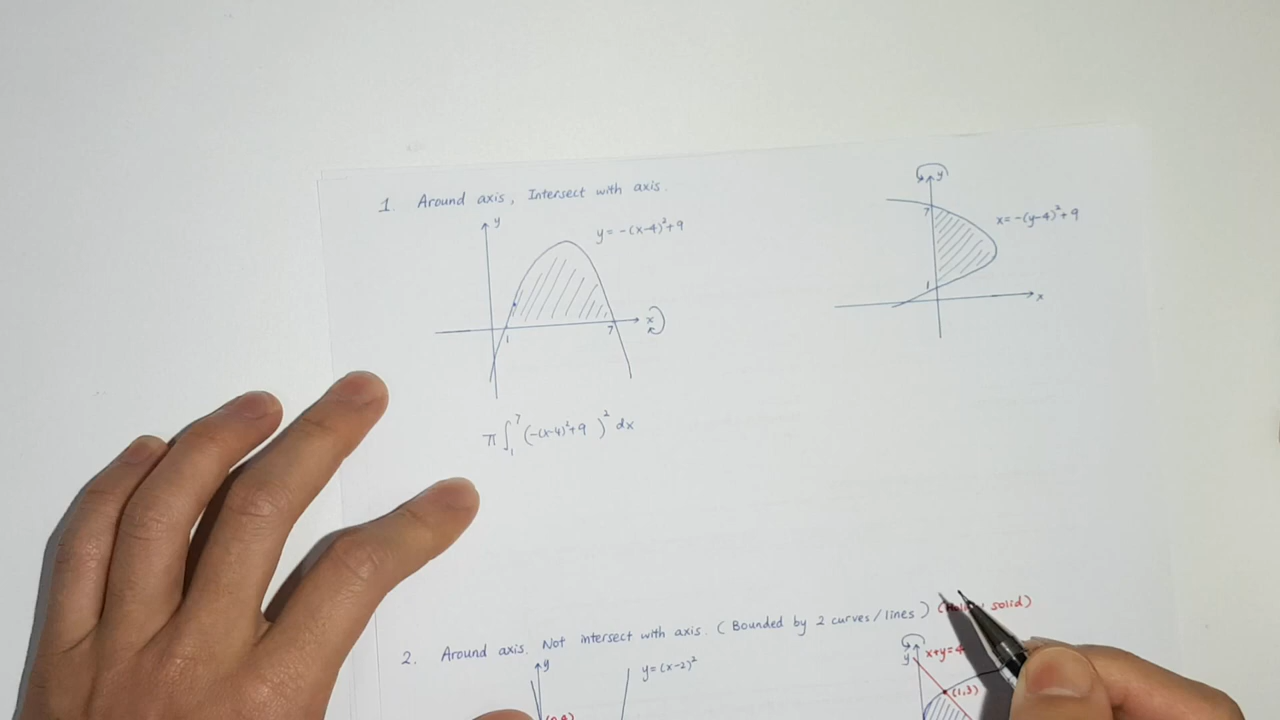 1. Around axis, Intersect with axis.
y
y = -(x-4)²+9
x
1
7
π∫₁⁷(-(x-4)²+9)² dx
y
7
x=-(y-4)²+9
1
x
2. Around axis. Not intersect with axis. (Bounded by 2 curves/lines) solid)
y
y=(x-2)²
y
x+y=4
(1,3)